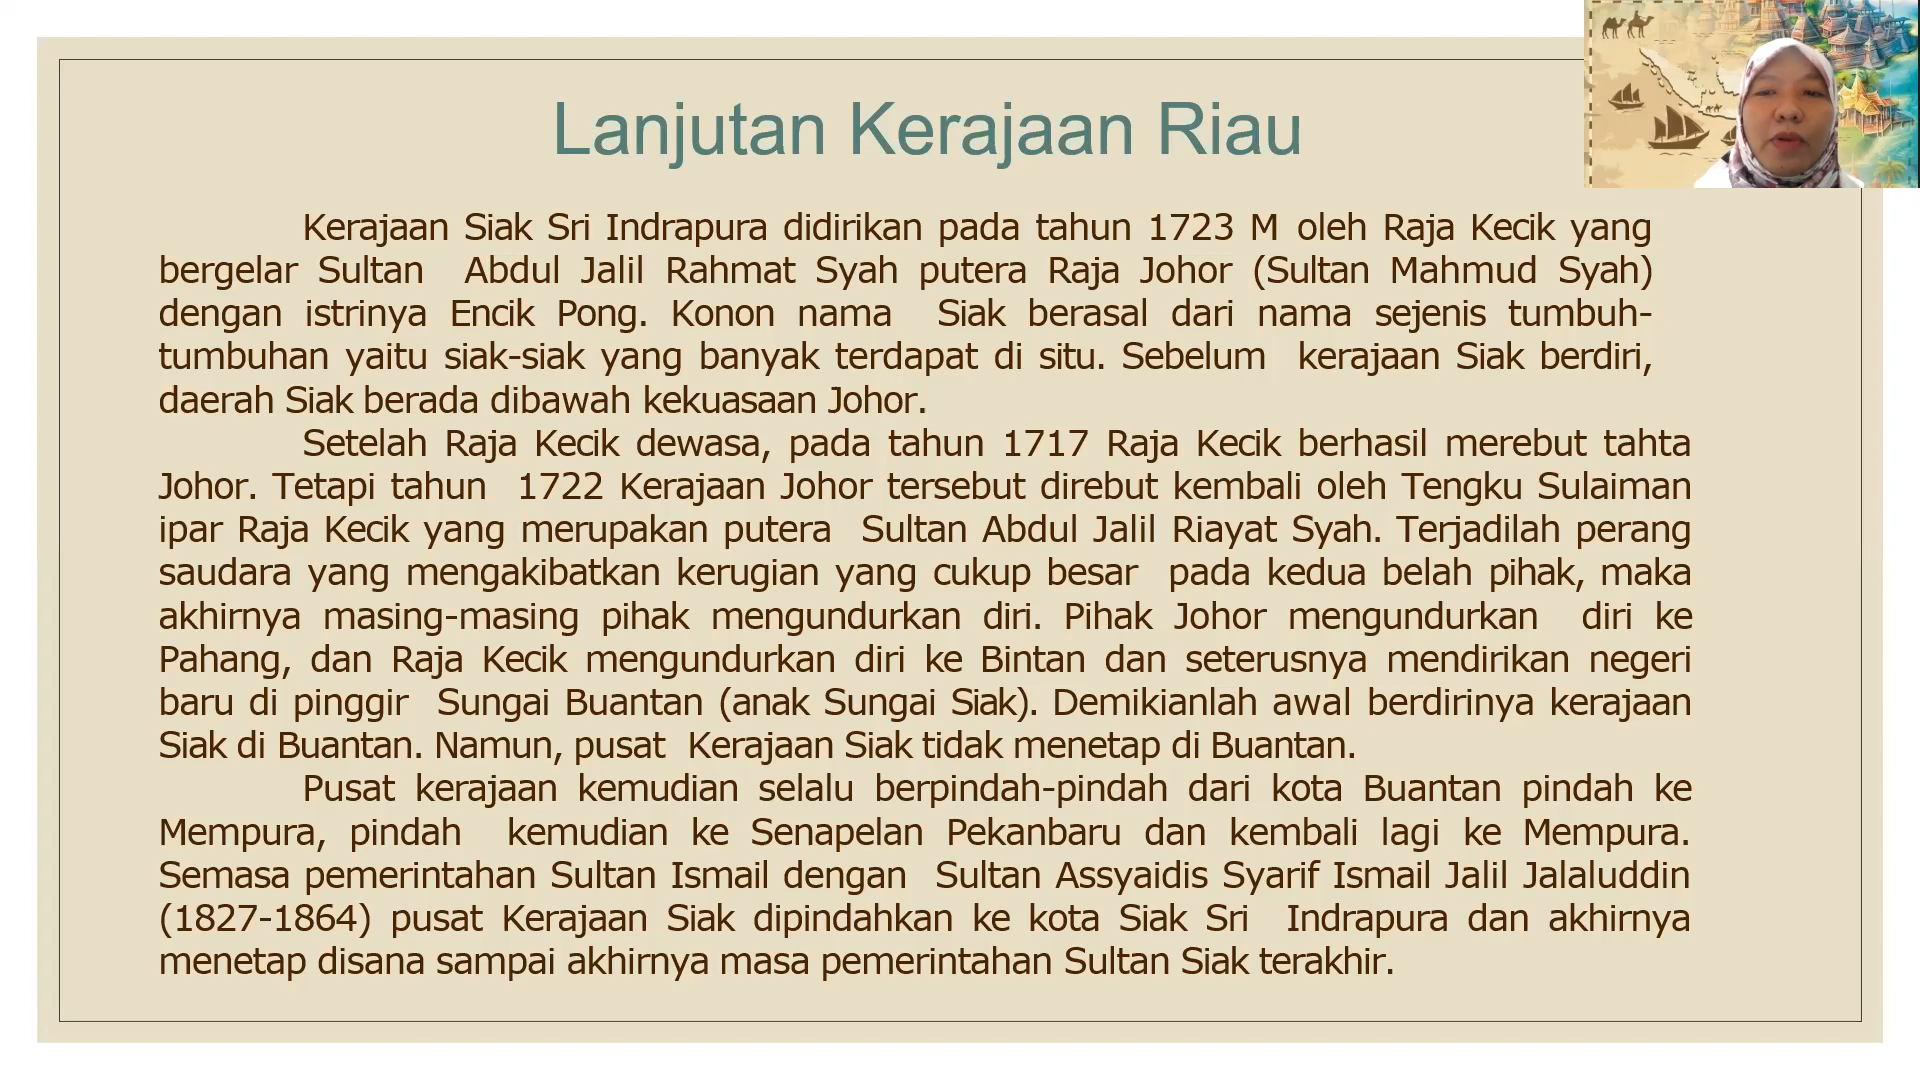 Lanjutan Kerajaan Riau
Kerajaan Siak Sri Indrapura didirikan pada tahun 1723 M oleh Raja Kecik yang
bergelar Sultan Abdul Jalil Rahmat Syah putera Raja Johor (Sultan Mahmud Syah)
dengan istrinya Encik Pong. Konon nama Siak berasal dari nama sejenis tumbuh-
tumbuhan yaitu siak-siak yang banyak terdapat di situ. Sebelum kerajaan Siak berdiri,
daerah Siak berada dibawah kekuasaan Johor.
Setelah Raja Kecik dewasa, pada tahun 1717 Raja Kecik berhasil merebut tahta
Johor. Tetapi tahun 1722 Kerajaan Johor tersebut direbut kembali oleh Tengku Sulaiman
ipar Raja Kecik yang merupakan putera Sultan Abdul Jalil Riayat Syah. Terjadilah perang
saudara yang mengakibatkan kerugian yang cukup besar pada kedua belah pihak, maka
akhirnya masing-masing pihak mengundurkan diri. Pihak Johor mengundurkan diri ke
Pahang, dan Raja Kecik mengundurkan diri ke Bintan dan seterusnya mendirikan negeri
baru di pinggir Sungai Buantan (anak Sungai Siak). Demikianlah awal berdirinya kerajaan
Siak di Buantan. Namun, pusat Kerajaan Siak tidak menetap di Buantan.
Pusat kerajaan kemudian selalu berpindah-pindah dari kota Buantan pindah ke
Mempura, pindah kemudian ke Senapelan Pekanbaru dan kembali lagi ke Mempura.
Semasa pemerintahan Sultan Ismail dengan Sultan Assyaidis Syarif Ismail Jalil Jalaluddin
(1827-1864) pusat Kerajaan Siak dipindahkan ke kota Siak Sri Indrapura dan akhirnya
menetap disana sampai akhirnya masa pemerintahan Sultan Siak terakhir.